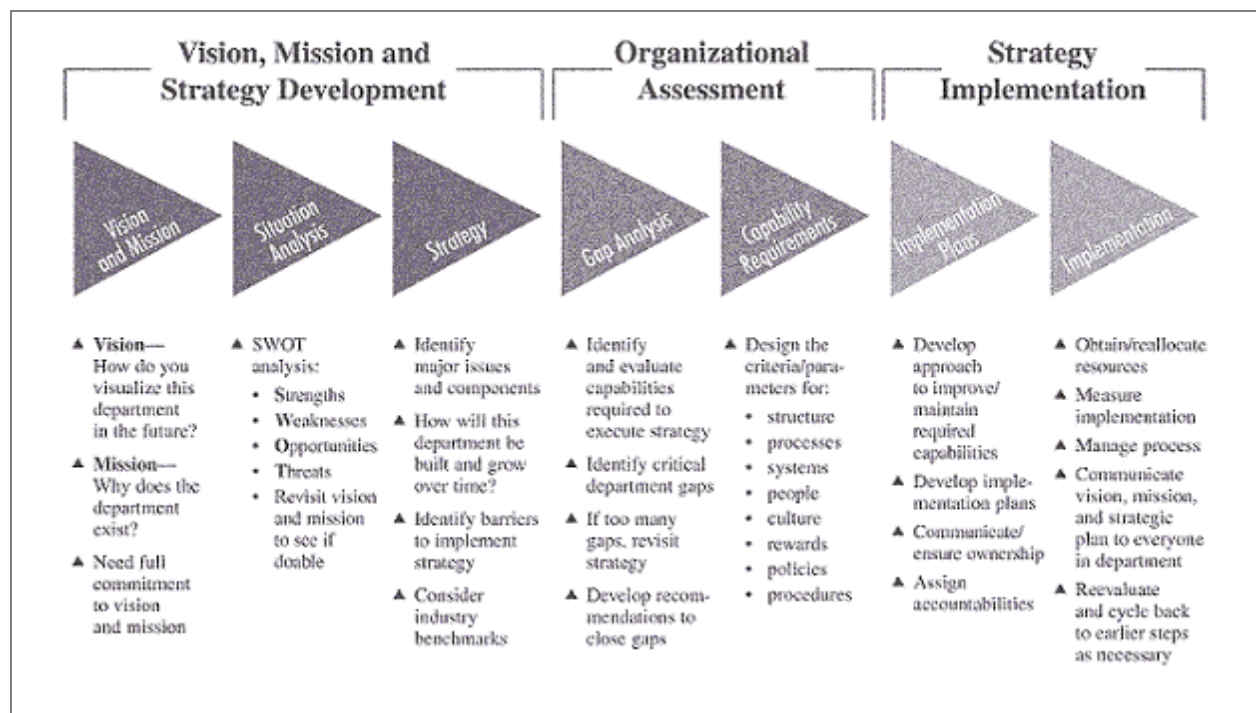 Vision, Mission and
Strategy Development
Organizational
Assessment
Strategy
Implementation
Vision
and Mission
Situation
Analysis
Strategy
Gap Analysis
Capability
Requirements
Implementation
Plans
Implementation
▲ Vision—
How do you
visualize this
department
in the future?
▲ Mission—
Why does the
department
exist?
▲ Need full
commitment
to vision
and mission
▲ SWOT
analysis:
• Strengths
• Weaknesses
• Opportunities
• Threats
• Revisit vision
and mission
to see if
doable
▲ Identify
major issues
and components
▲ How will this
department be
built and grow
over time?
▲ Identify barriers
to implement
strategy
▲ Consider
industry
benchmarks
▲ Identify
and evaluate
capabilities
required to
execute strategy
▲ Identify critical
department gaps
▲ If too many
gaps, revisit
strategy
▲ Develop recom-
mendations to
close gaps
▲ Design the
criteria/para-
meters for:
• structure
• processes
• systems
• people
• culture
• rewards
• policies
• procedures
▲ Develop
approach
to improve/
maintain
required
capabilities
▲ Develop imple-
mentation plans
▲ Communicate/
ensure ownership
▲ Assign
accountabilities
▲ Obtain/reallocate
resources
▲ Measure
implementation
▲ Manage process
▲ Communicate
vision, mission,
and strategic
plan to everyone
in department
▲ Reevaluate
and cycle back
to earlier steps
as necessary